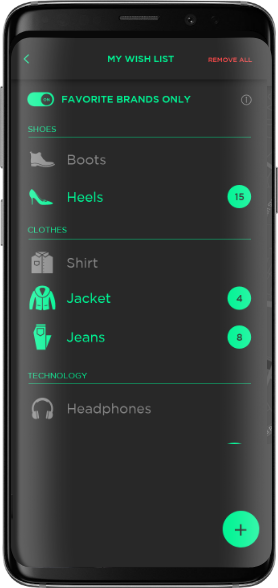 MY WISH LIST REMOVE ALL
ON FAVORITE BRANDS ONLY
SHOES
Boots
Heels 15
CLOTHES
Shirt
Jacket 4
Jeans 8
TECHNOLOGY
Headphones
+